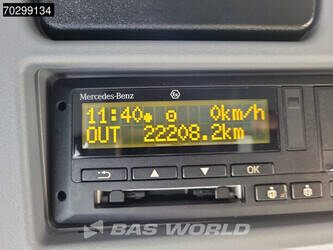 70299134
Mercedes-Benz
11:40 0km/h
OUT 22208.2km
OK
BAS WORLD